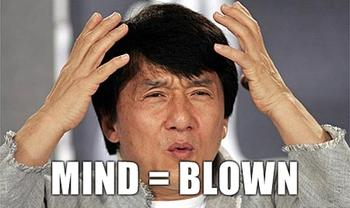 MIND = BLOWN